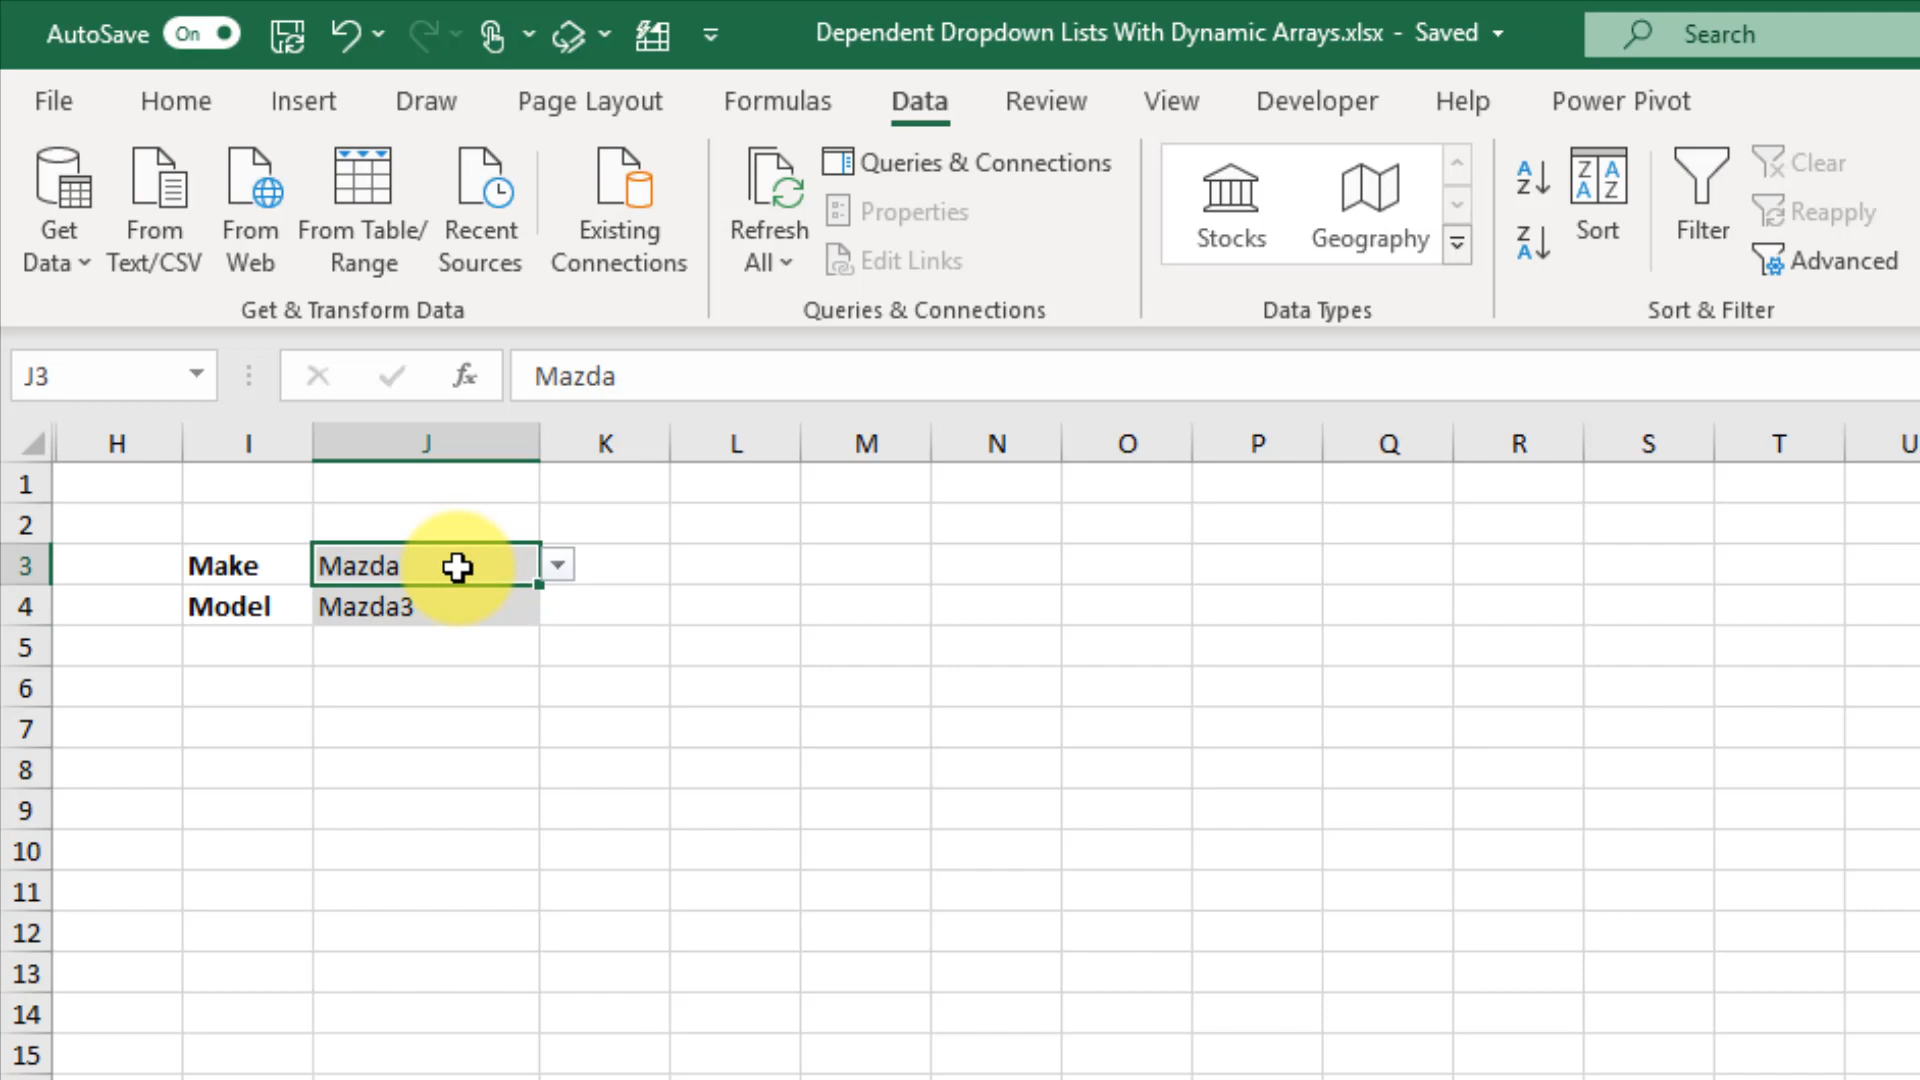 AutoSave On Dependent Dropdown Lists With Dynamic Arrays.xlsx - Saved Search
File Home Insert Draw Page Layout Formulas Data Review View Developer Help Power Pivot
Get Data
From Text/CSV
From Web
From Table/ Range
Recent Sources
Existing Connections
Get & Transform Data
Refresh All
Queries & Connections
Properties
Edit Links
Queries & Connections
Stocks
Geography
Data Types
Sort
Filter
Clear
Reapply
Advanced
Sort & Filter
J3 fx Mazda
H I J K L M N O P Q R S T U
1
2
3 Make Mazda
4 Model Mazda3
5
6
7
8
9
10
11
12
13
14
15